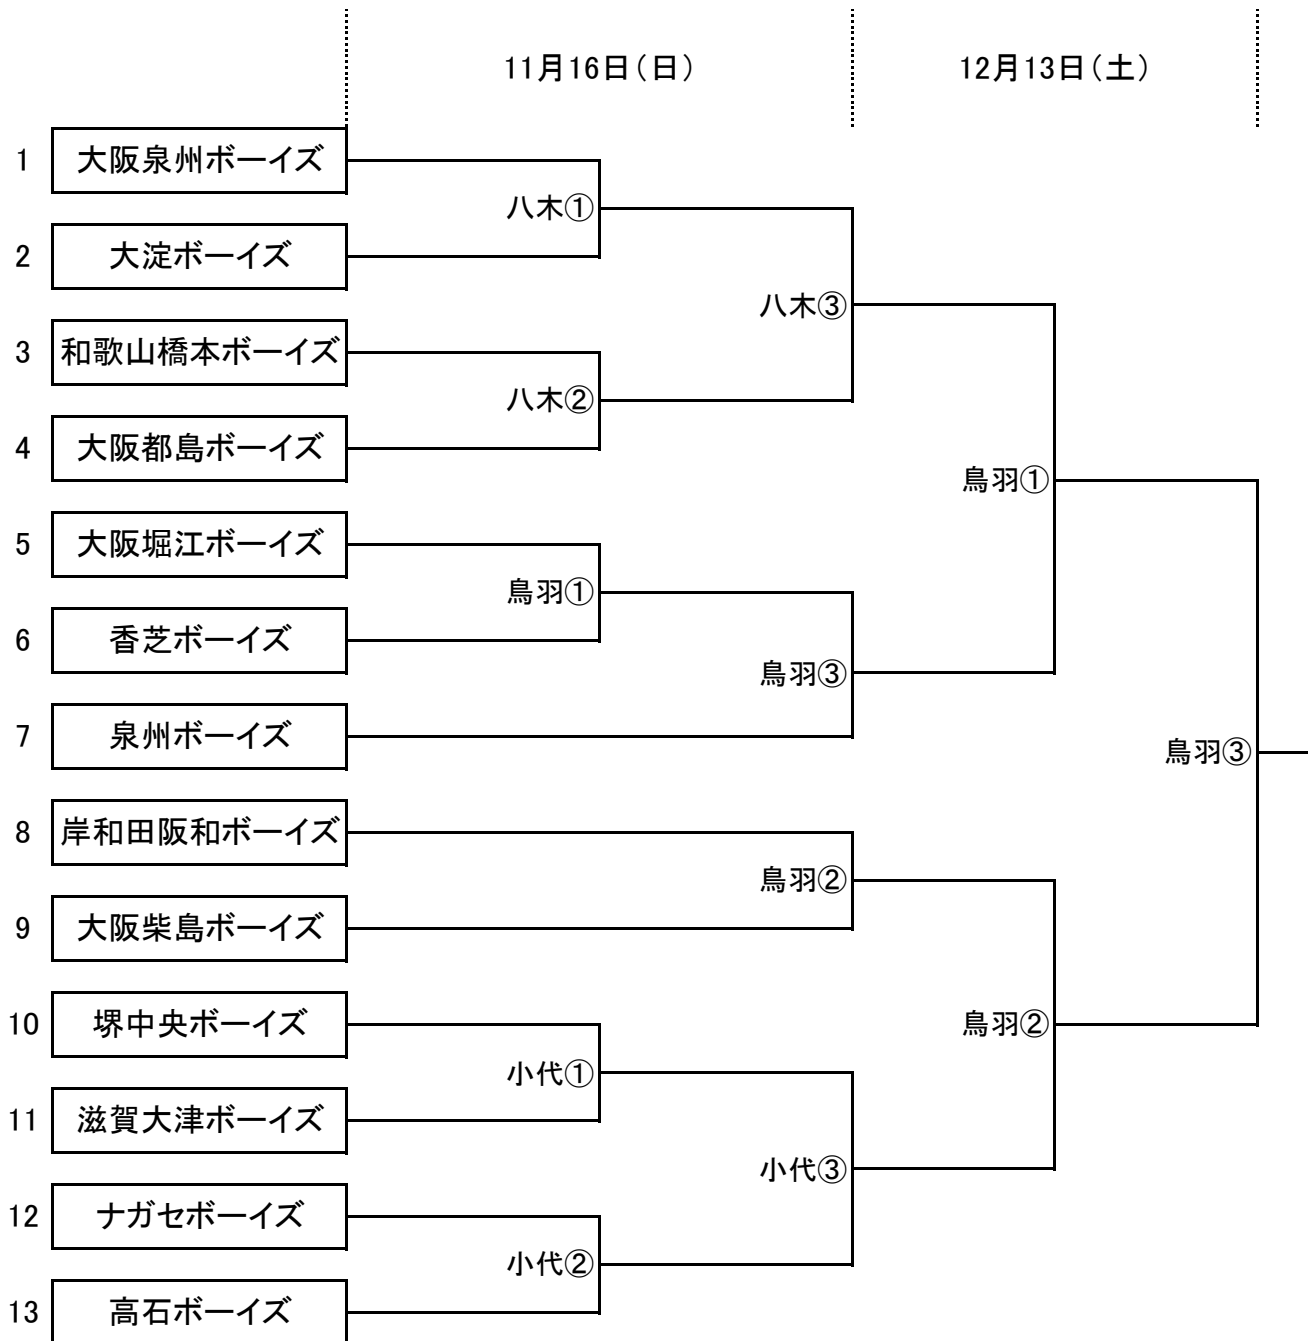 11月16日(日)
12月13日(土)
1 大阪泉州ボーイズ
八木①
2 大淀ボーイズ
八木③
3 和歌山橋本ボーイズ
八木②
4 大阪都島ボーイズ
鳥羽①
5 大阪堀江ボーイズ
鳥羽①
6 香芝ボーイズ
鳥羽③
7 泉州ボーイズ
鳥羽③
8 岸和田阪和ボーイズ
鳥羽②
9 大阪柴島ボーイズ
10 堺中央ボーイズ
鳥羽②
小代①
11 滋賀大津ボーイズ
小代③
12 ナガセボーイズ
小代②
13 高石ボーイズ